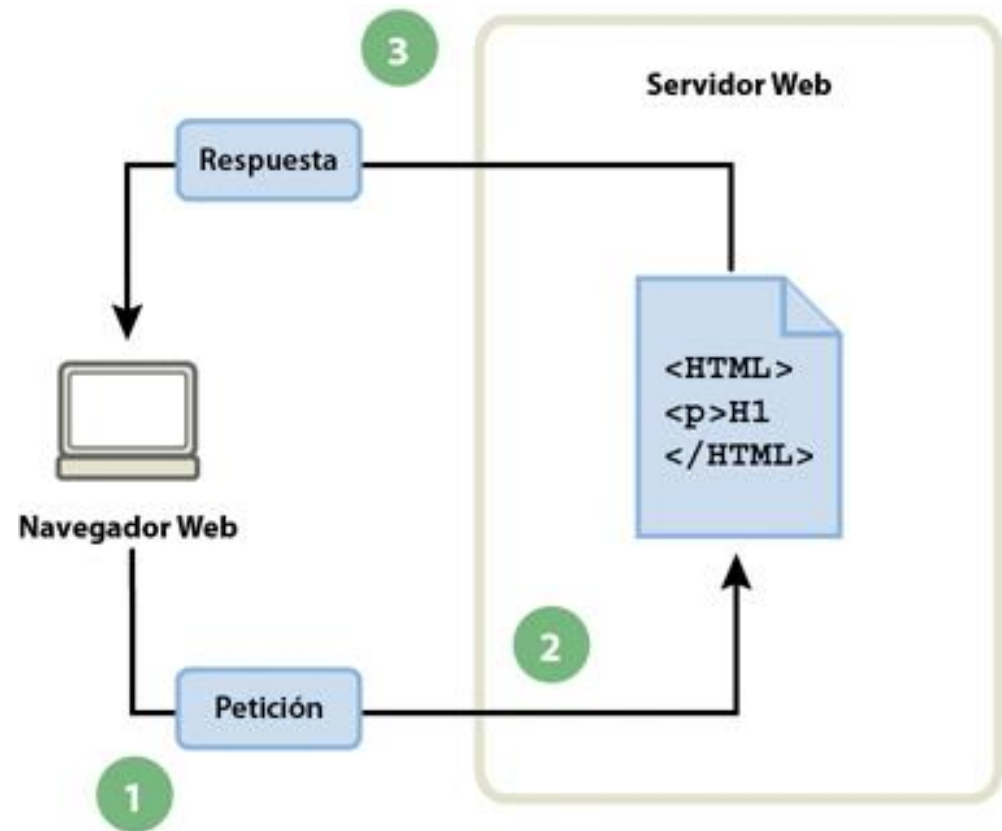 3
Servidor Web
Respuesta
<HTML>
<p>H1
</HTML>
Navegador Web
2
Petición
1